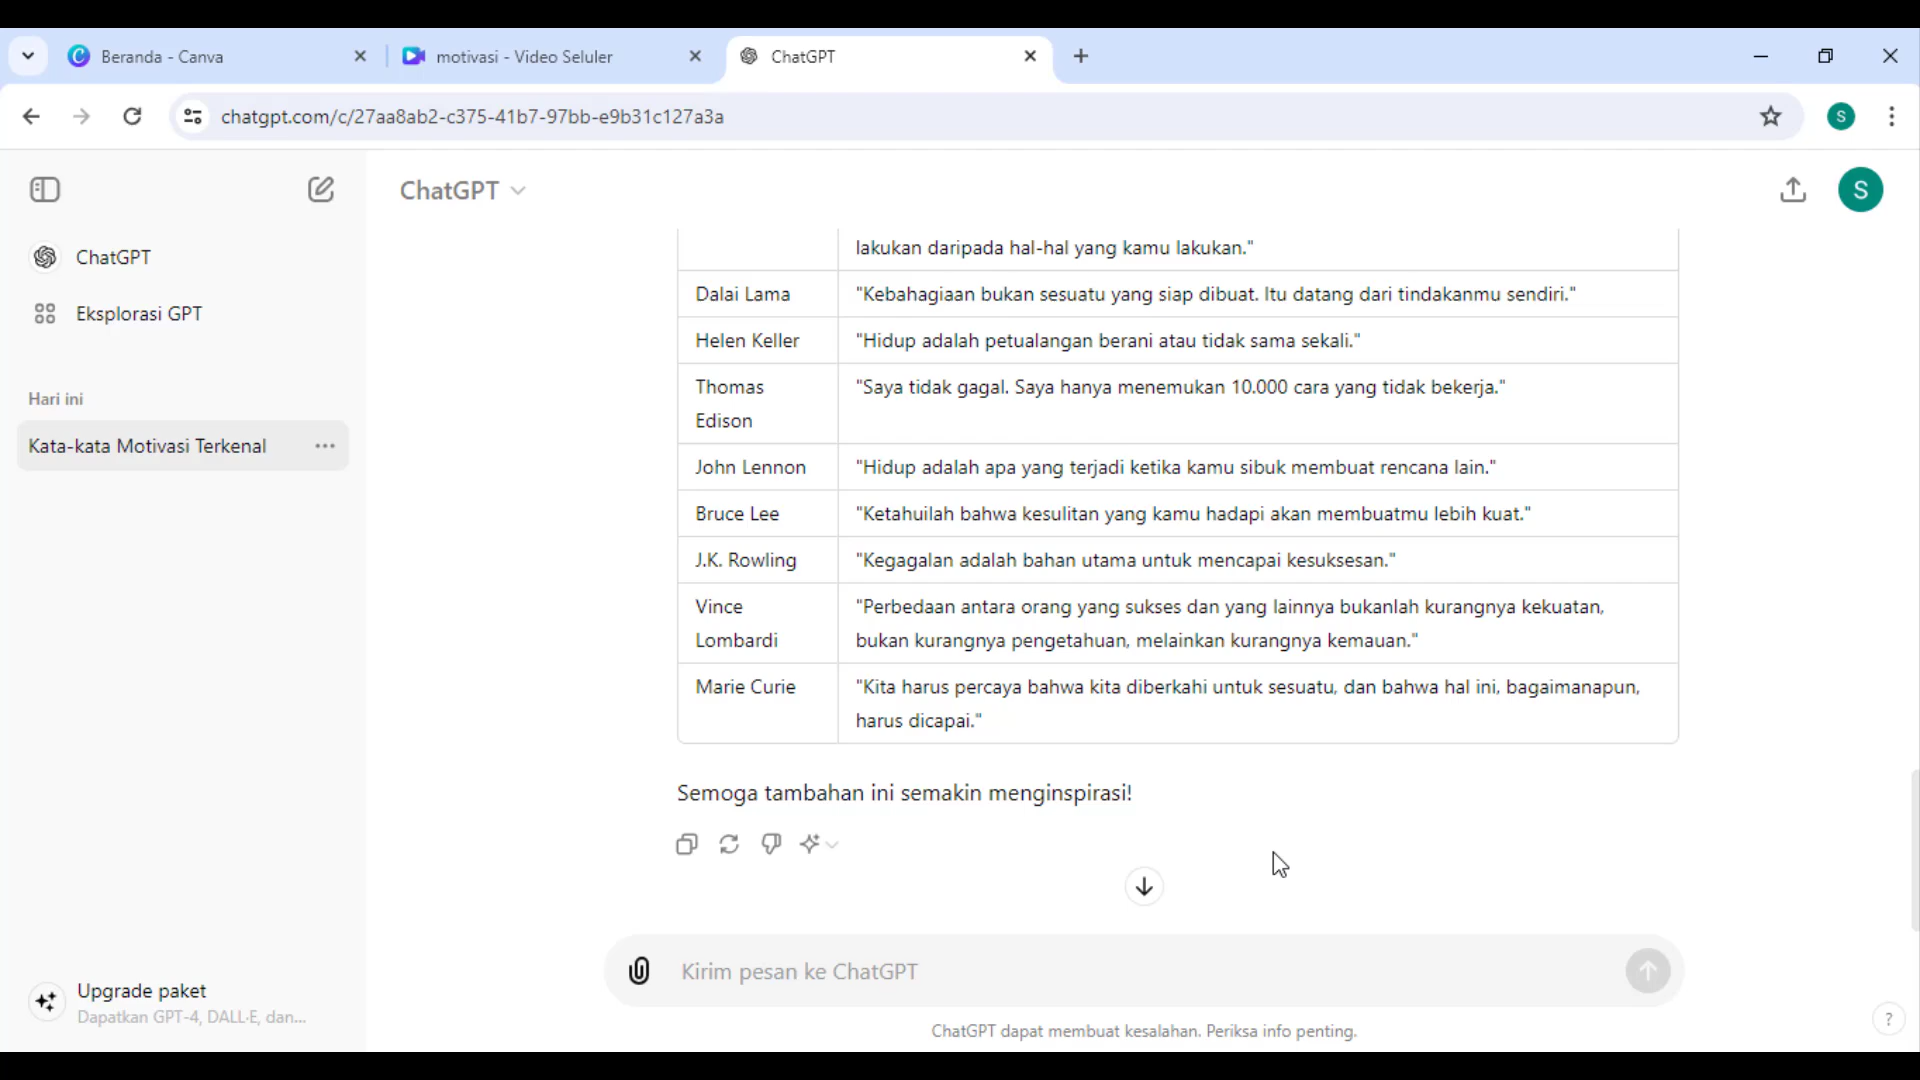 Beranda - Canva
motivasi - Video Seluler
ChatGPT
chatgpt.com/c/27aa8ab2-c375-41b7-97bb-e9b31c127a3a
S
ChatGPT
S
ChatGPT
Eksplorasi GPT
Hari ini
Kata-kata Motivasi Terkenal
lakukan daripada hal-hal yang kamu lakukan."
Dalai Lama
"Kebahagiaan bukan sesuatu yang siap dibuat. Itu datang dari tindakanmu sendiri."
Helen Keller
"Hidup adalah petualangan berani atau tidak sama sekali."
Thomas
Edison
"Saya tidak gagal. Saya hanya menemukan 10.000 cara yang tidak bekerja."
John Lennon
"Hidup adalah apa yang terjadi ketika kamu sibuk membuat rencana lain."
Bruce Lee
"Ketahuilah bahwa kesulitan yang kamu hadapi akan membuatmu lebih kuat."
J.K. Rowling
"Kegagalan adalah bahan utama untuk mencapai kesuksesan."
Vince
Lombardi
"Perbedaan antara orang yang sukses dan yang lainnya bukanlah kurangnya kekuatan,
bukan kurangnya pengetahuan, melainkan kurangnya kemauan."
Marie Curie
"Kita harus percaya bahwa kita diberkahi untuk sesuatu, dan bahwa hal ini, bagaimanapun,
harus dicapai."
Semoga tambahan ini semakin menginspirasi!
Upgrade paket
Dapatkan GPT-4, DALL·E, dan...
Kirim pesan ke ChatGPT
ChatGPT dapat membuat kesalahan. Periksa info penting.
?